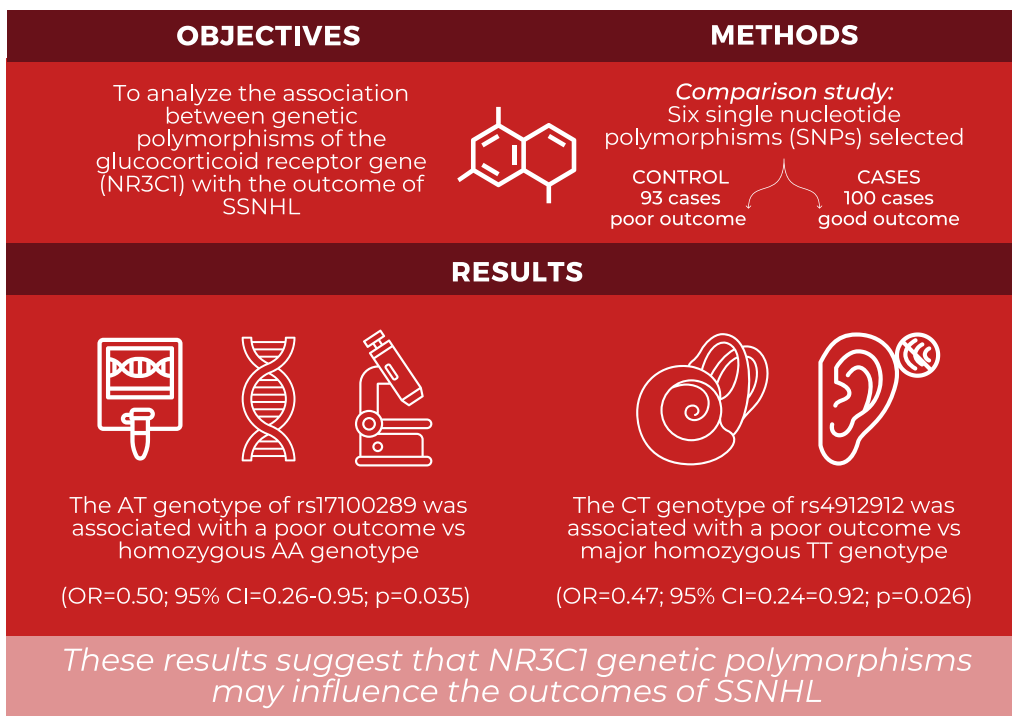 OBJECTIVES
To analyze the association
between genetic
polymorphisms of the
glucocorticoid receptor gene
(NR3C1) with the outcome of
SSNHL
METHODS
Comparison study:
Six single nucleotide
polymorphisms (SNPs) selected
CONTROL
93 cases
poor outcome
CASES
100 cases
good outcome
RESULTS
The AT genotype of rs17100289 was
associated with a poor outcome vs
homozygous AA genotype
(OR=0.50; 95% CI=0.26-0.95; p=0.035)
The CT genotype of rs4912912 was
associated with a poor outcome vs
major homozygous TT genotype
(OR=0.47; 95% CI=0.24=0.92; p=0.026)
These results suggest that NR3C1 genetic polymorphisms
may influence the outcomes of SSNHL